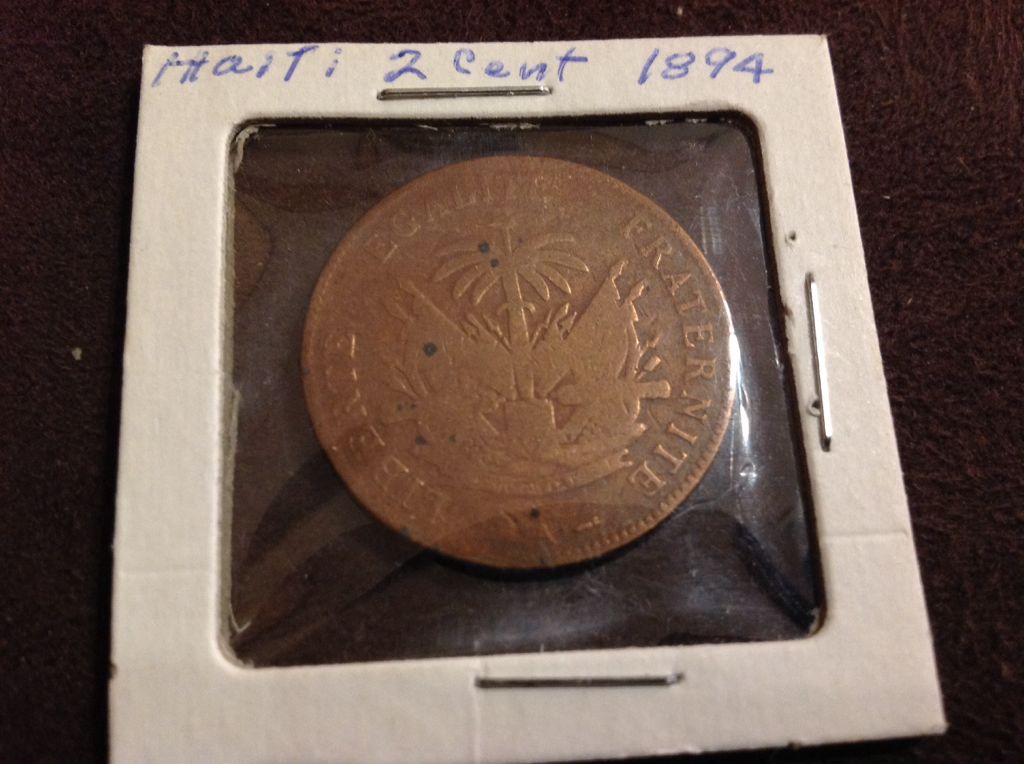 Haiti 2 Cent 1894
LIBERTE EGALITE FRATERNITE
A